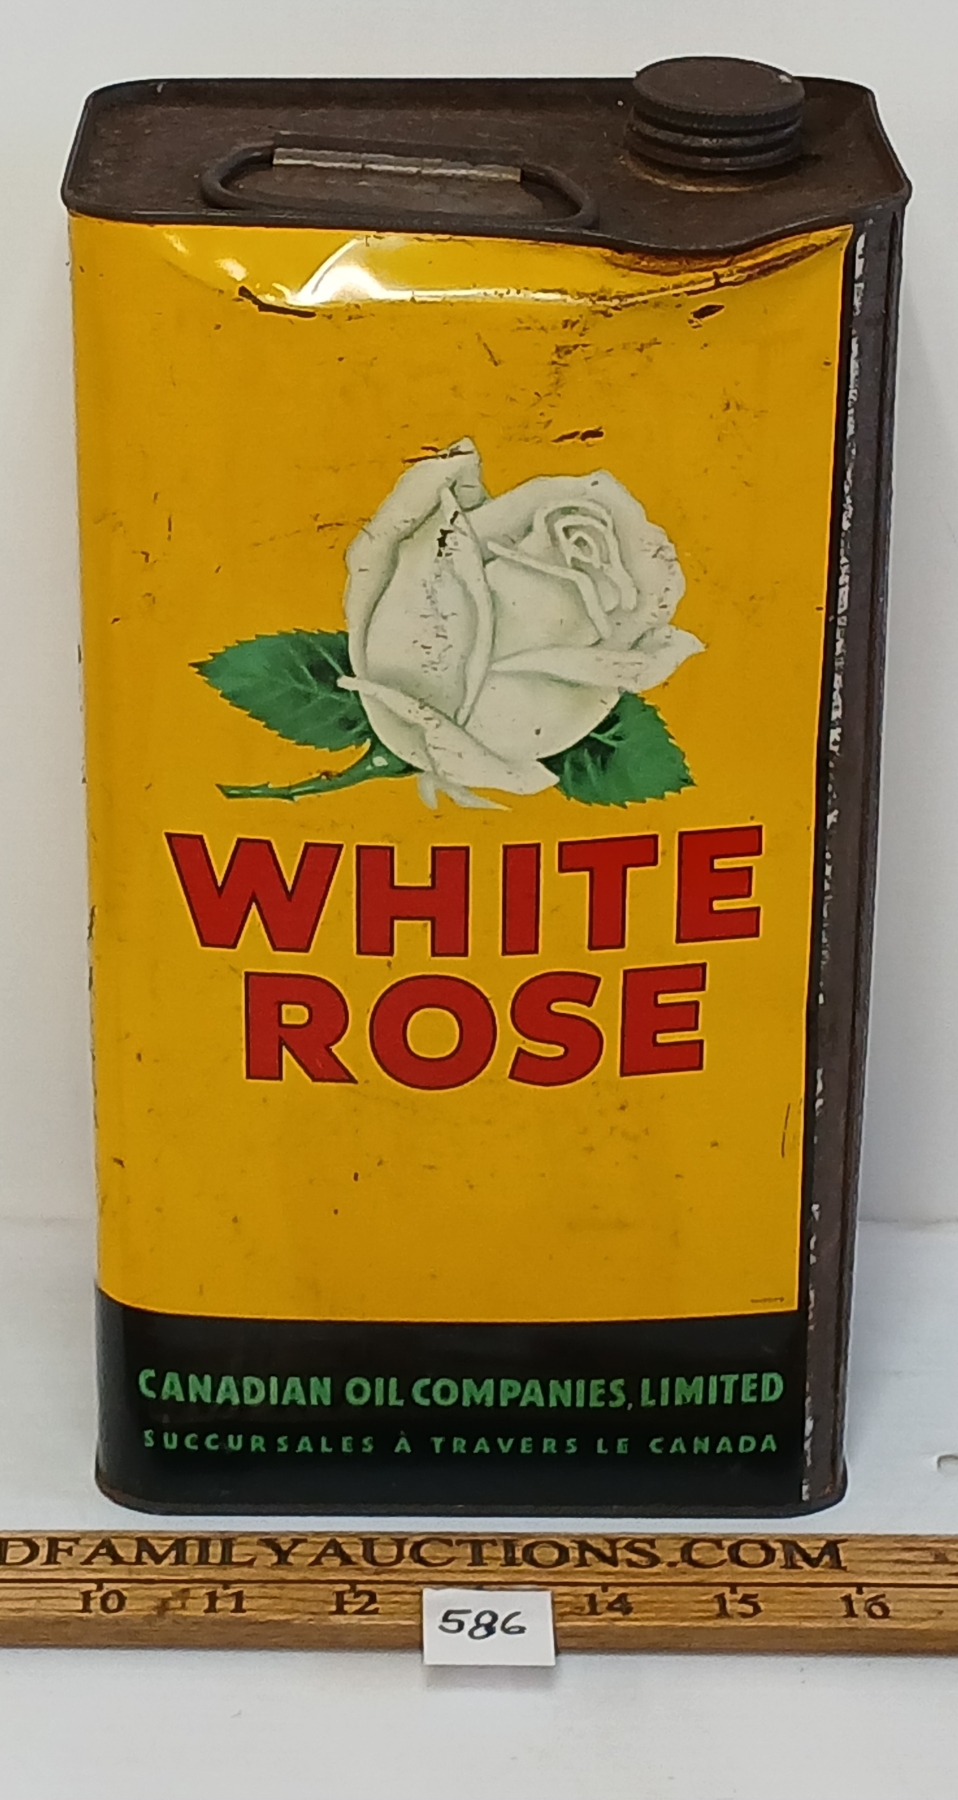 WHITE
ROSE
CANADIAN OIL COMPANIES, LIMITED
SUCCURSALES À TRAVERS LE CANADA
DFAMILYAUCTIONS.COM
10 11 12 14 15 16
586